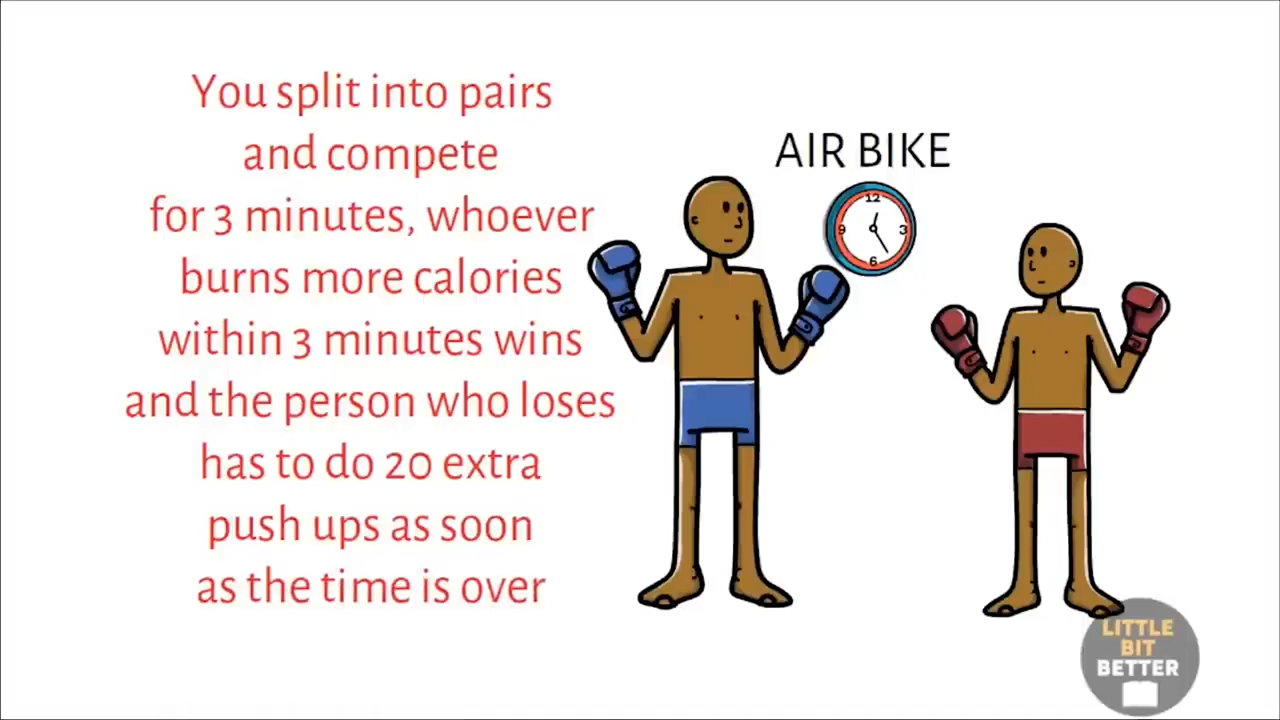 You split into pairs
and compete
for 3 minutes, whoever
burns more calories
within 3 minutes wins
and the person who loses
has to do 20 extra
push ups as soon
as the time is over
AIR BIKE
12
9 3
6
LITTLE
BIT
BETTER